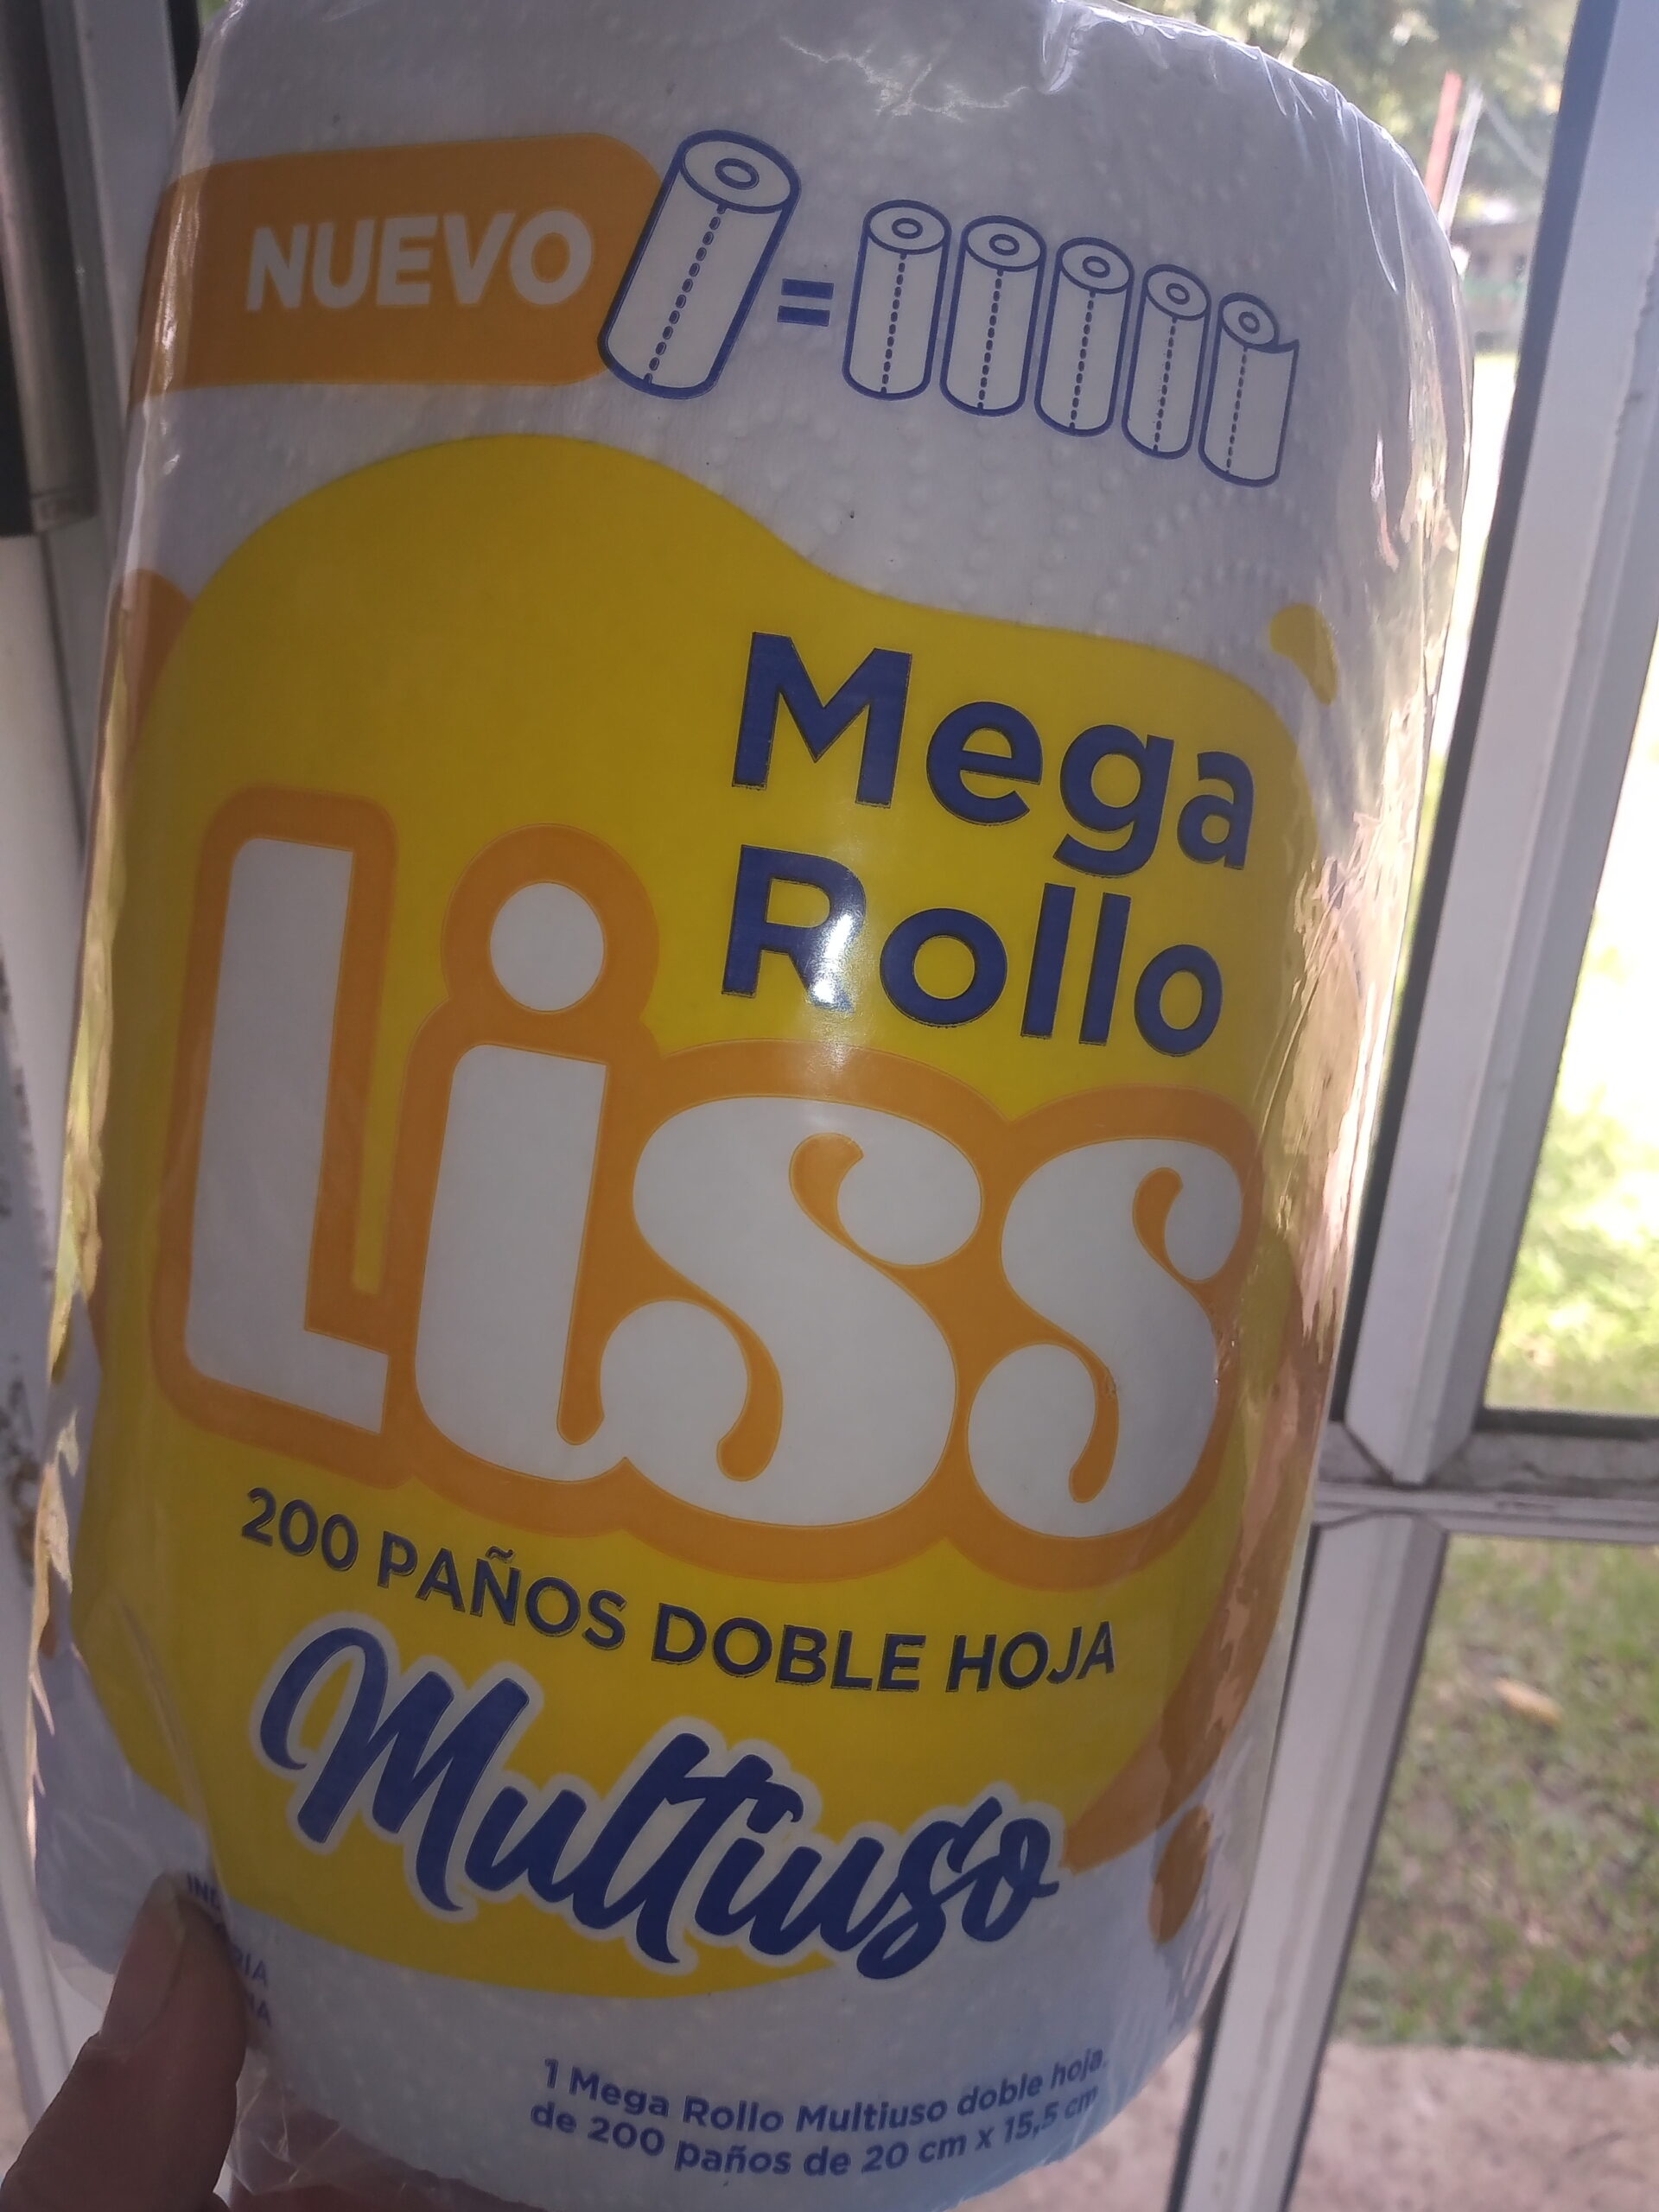 NUEVO
=
Mega
Rollo
Liss
200 PAÑOS DOBLE HOJA
Multiuso
1 Mega Rollo Multiuso doble hoja
de 200 paños de 20 cm x 15,5 cm